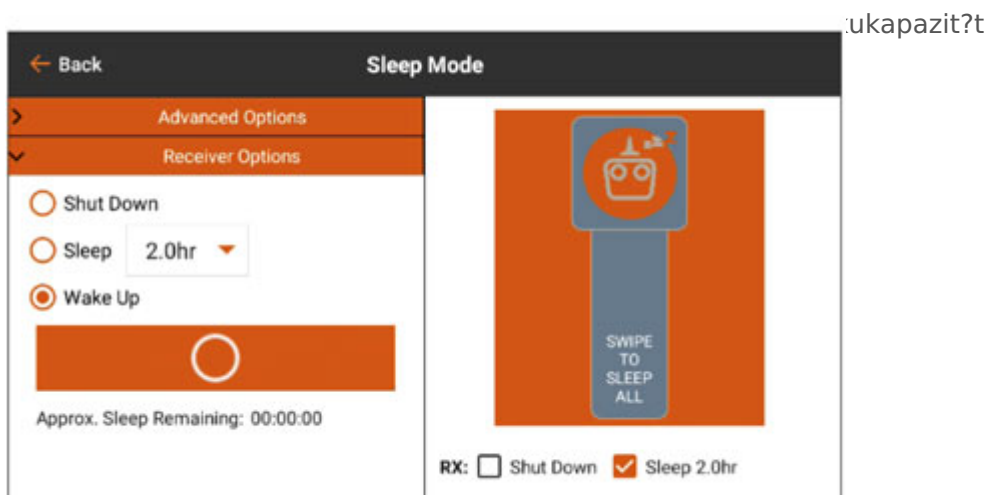 ukapazit?t
Back
Sleep Mode
Advanced Options
Receiver Options
Shut Down
Sleep 2.0hr
Wake Up
Approx. Sleep Remaining: 00:00:00
SWIPE
TO
SLEEP
ALL
RX: Shut Down Sleep 2.0hr